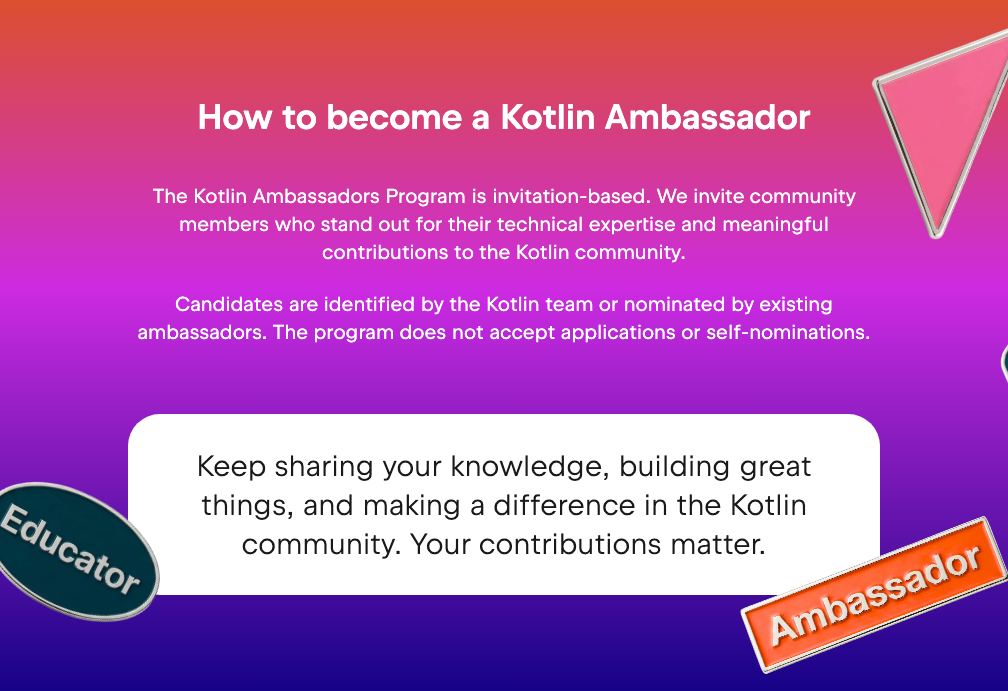 How to become a Kotlin Ambassador
The Kotlin Ambassadors Program is invitation-based. We invite community
members who stand out for their technical expertise and meaningful
contributions to the Kotlin community.
Candidates are identified by the Kotlin team or nominated by existing
ambassadors. The program does not accept applications or self-nominations.
Keep sharing your knowledge, building great
things, and making a difference in the Kotlin
community. Your contributions matter.
Educator
Ambassador